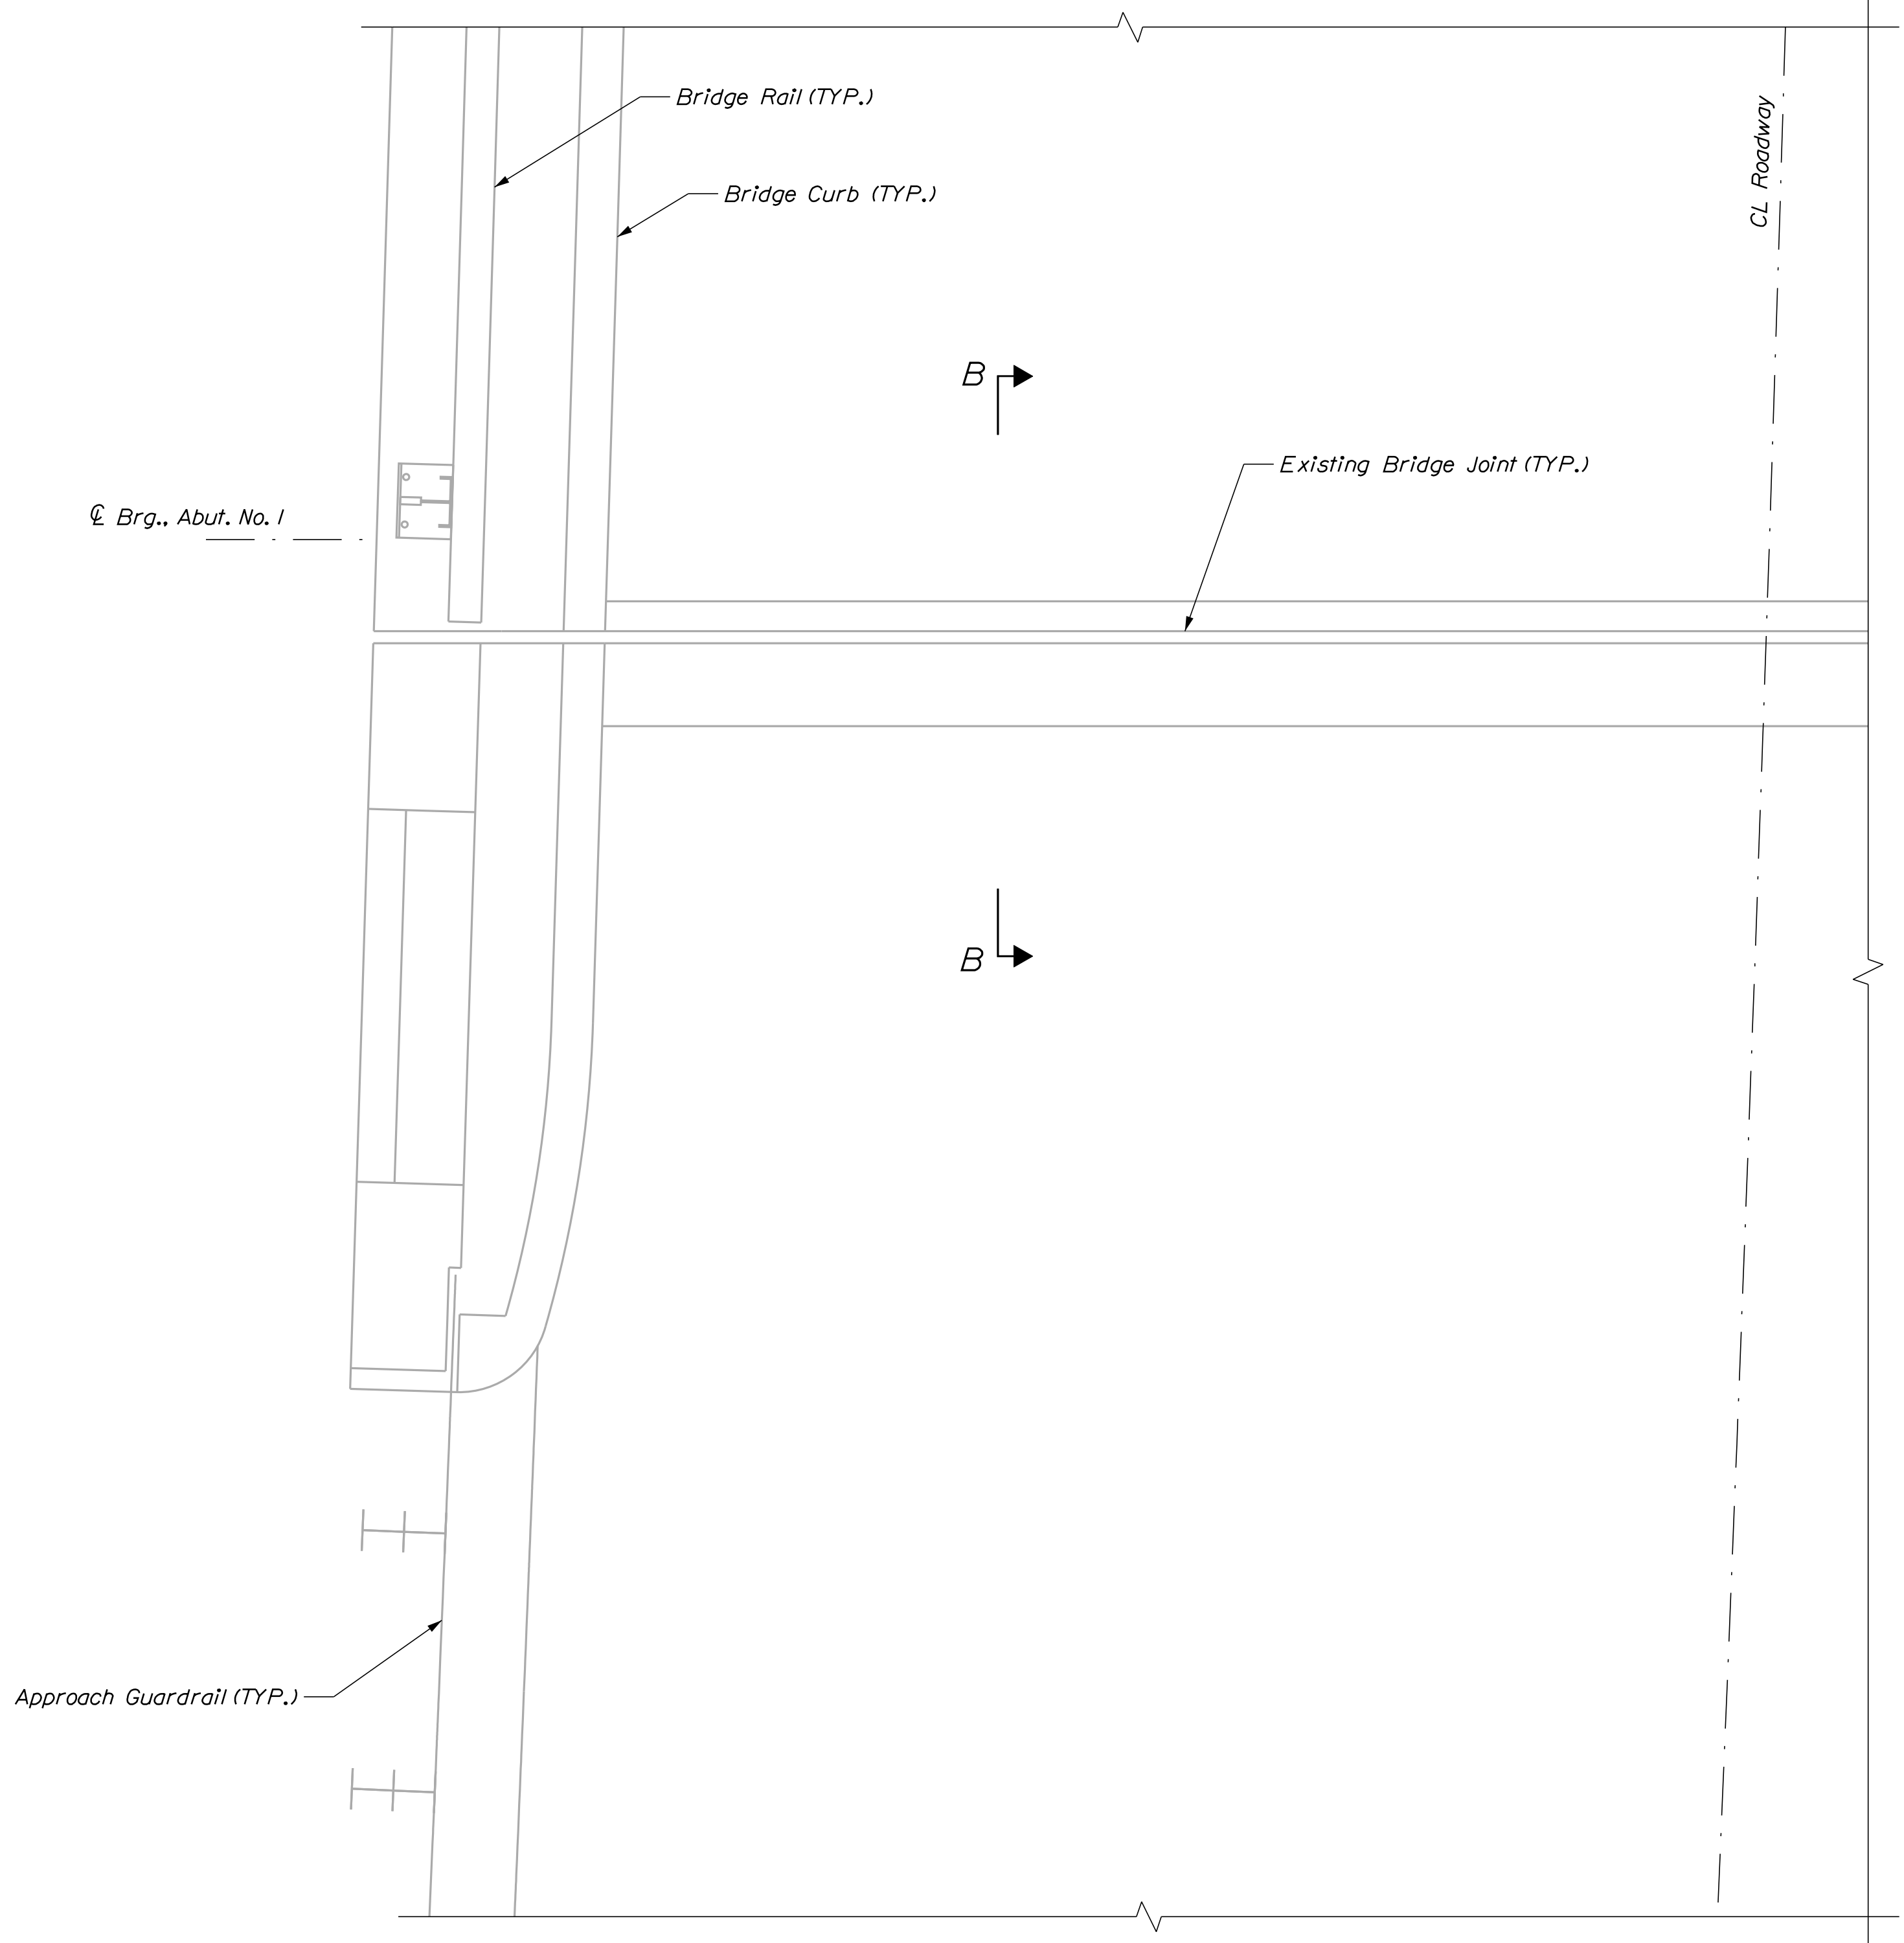 Bridge Rail (TYP.)
CL Roadway
Bridge Curb (TYP.)
B
Existing Bridge Joint (TYP.)
℄ Brg., Abut. No. 1
B
Approach Guardrail (TYP.)